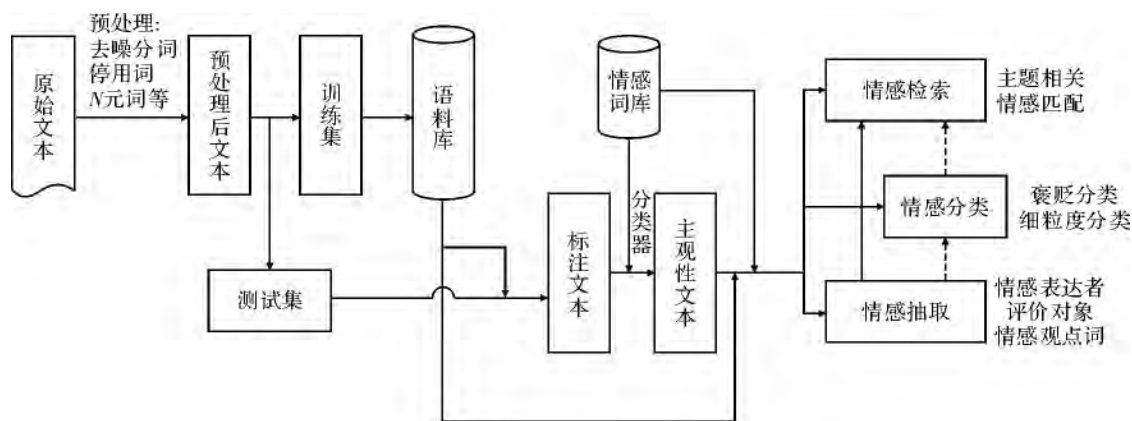 预处理:
去噪分词
停用词
N元词等
原始文本
预处理后文本
训练集
语料库
测试集
情感
词库
标注文本
分类器
主观性文本
情感检索
主题相关
情感匹配
情感分类
褒贬分类
细粒度分类
情感抽取
情感表达者
评价对象
情感观点词